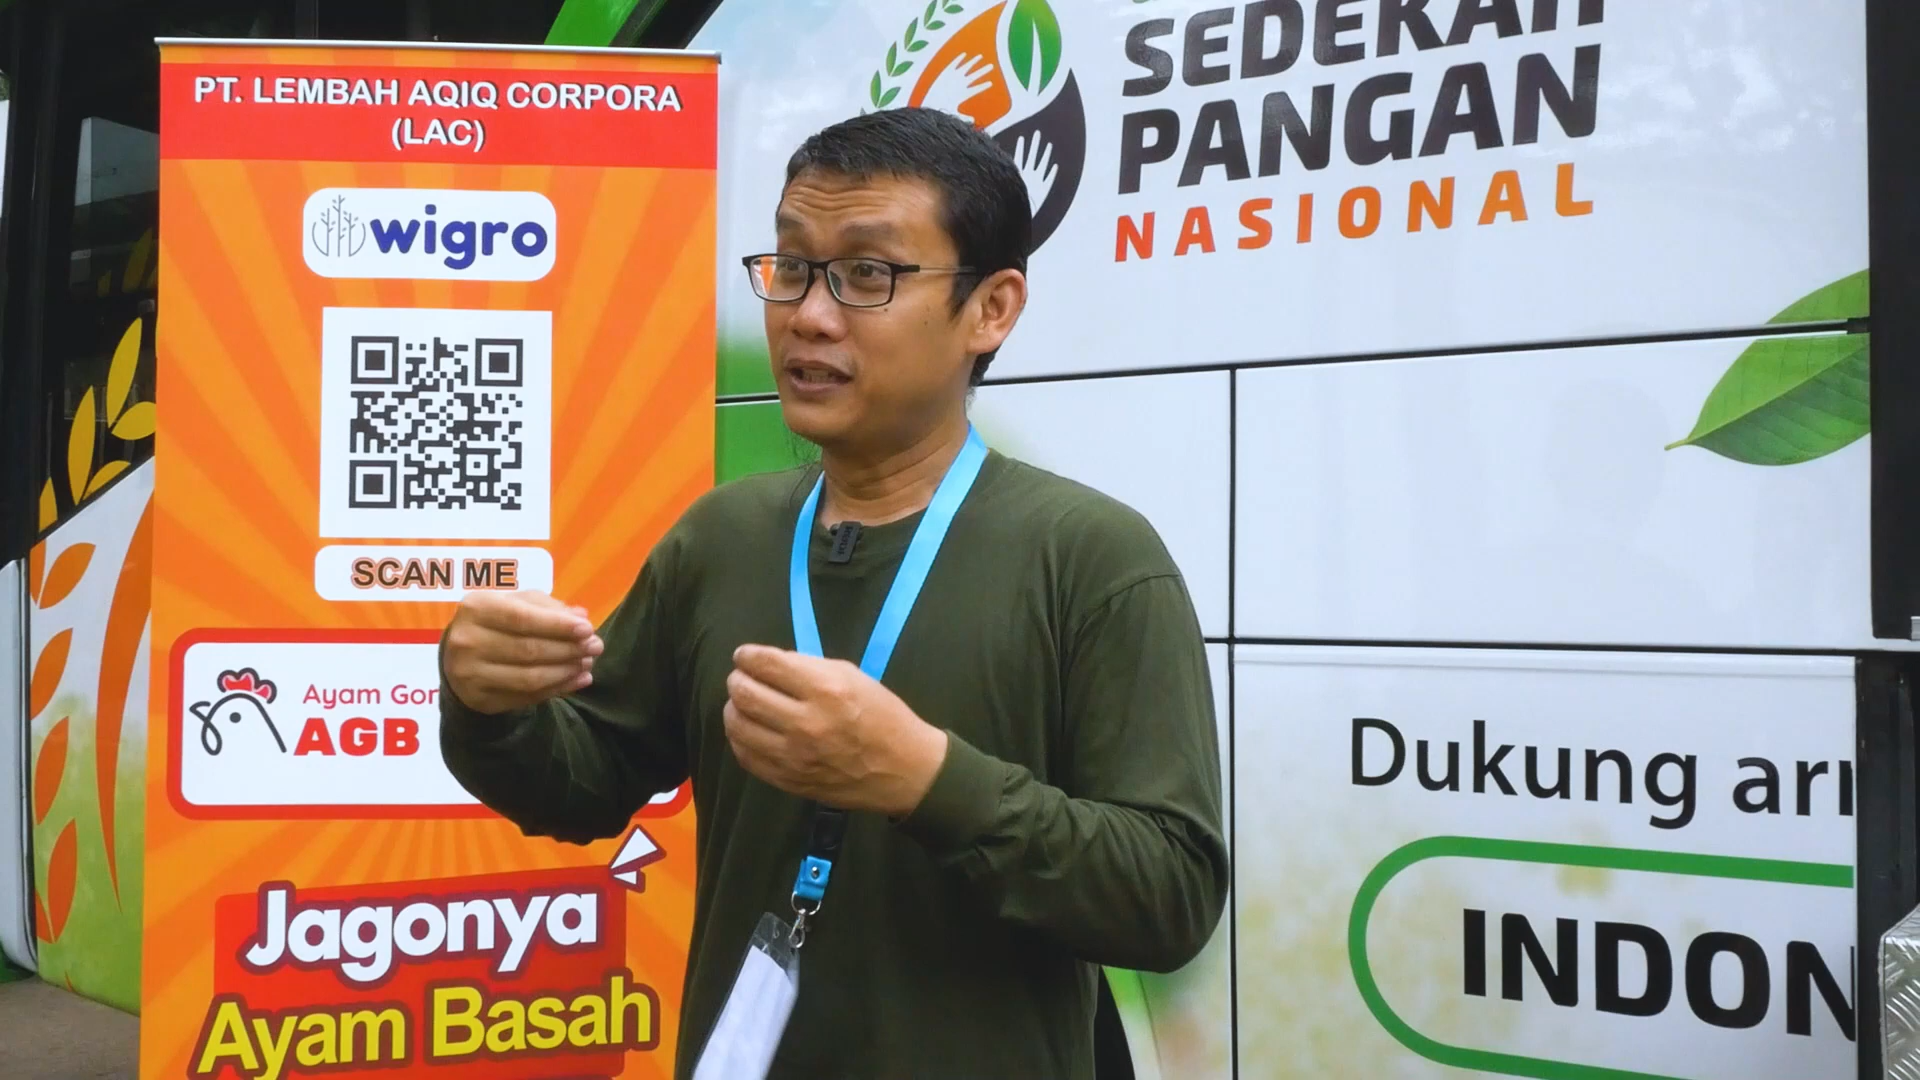 PT. LEMBAH AQIQ CORPORA
(LAC)
wigro
SCAN ME
Ayam Gor
AGB
Jagonya
Ayam Basah
SEDEKAH
PANGAN
NASIONAL
Dukung
INDON